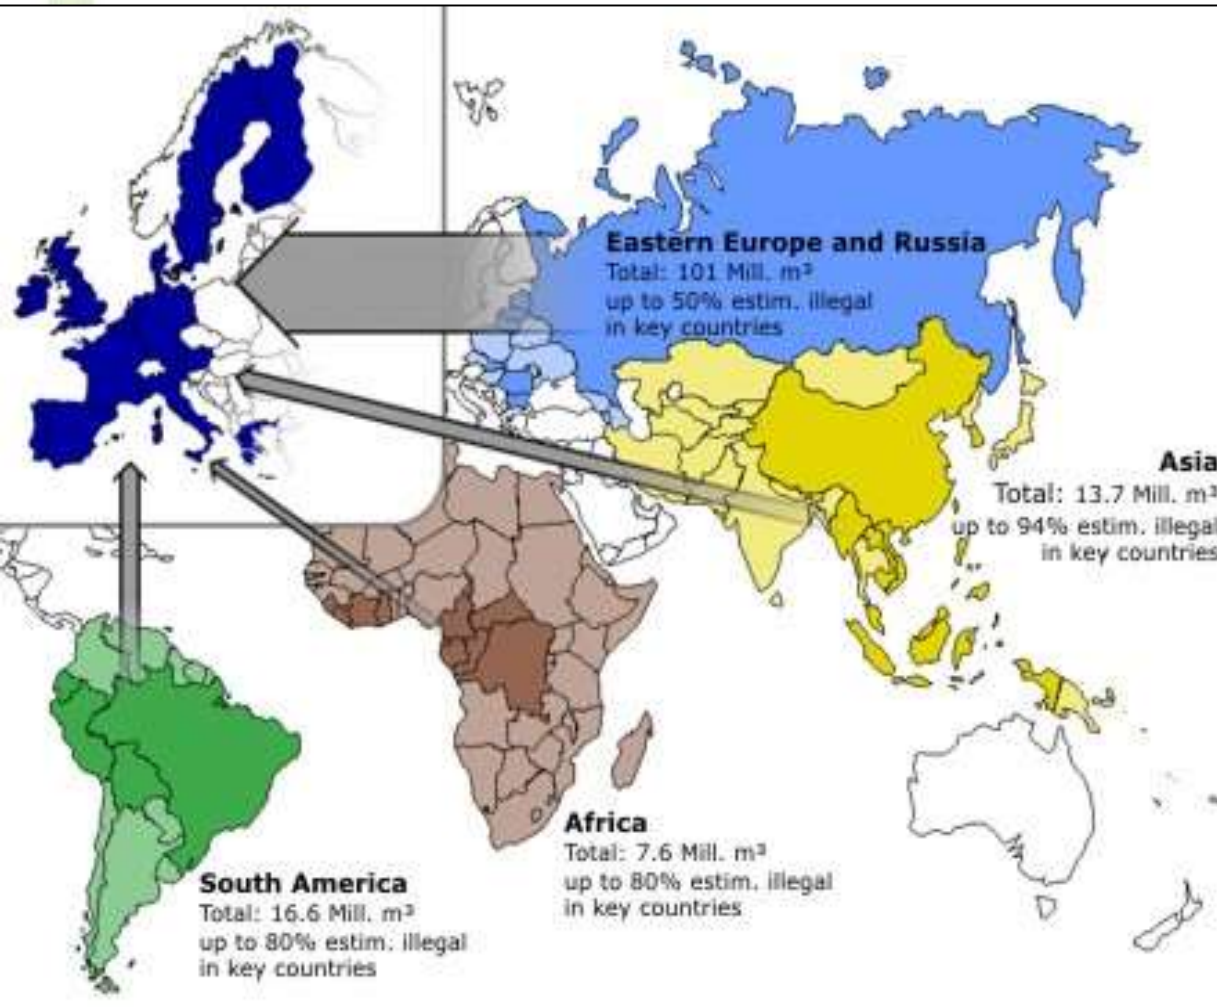 Eastern Europe and Russia
Total: 101 Mill. m³
up to 50% estim. illegal
in key countries
Asia
Total: 13.7 Mill. m³
up to 94% estim. illegal
in key countries
Africa
Total: 7.6 Mill. m³
up to 80% estim. illegal
in key countries
South America
Total: 16.6 Mill. m³
up to 80% estim. illegal
in key countries